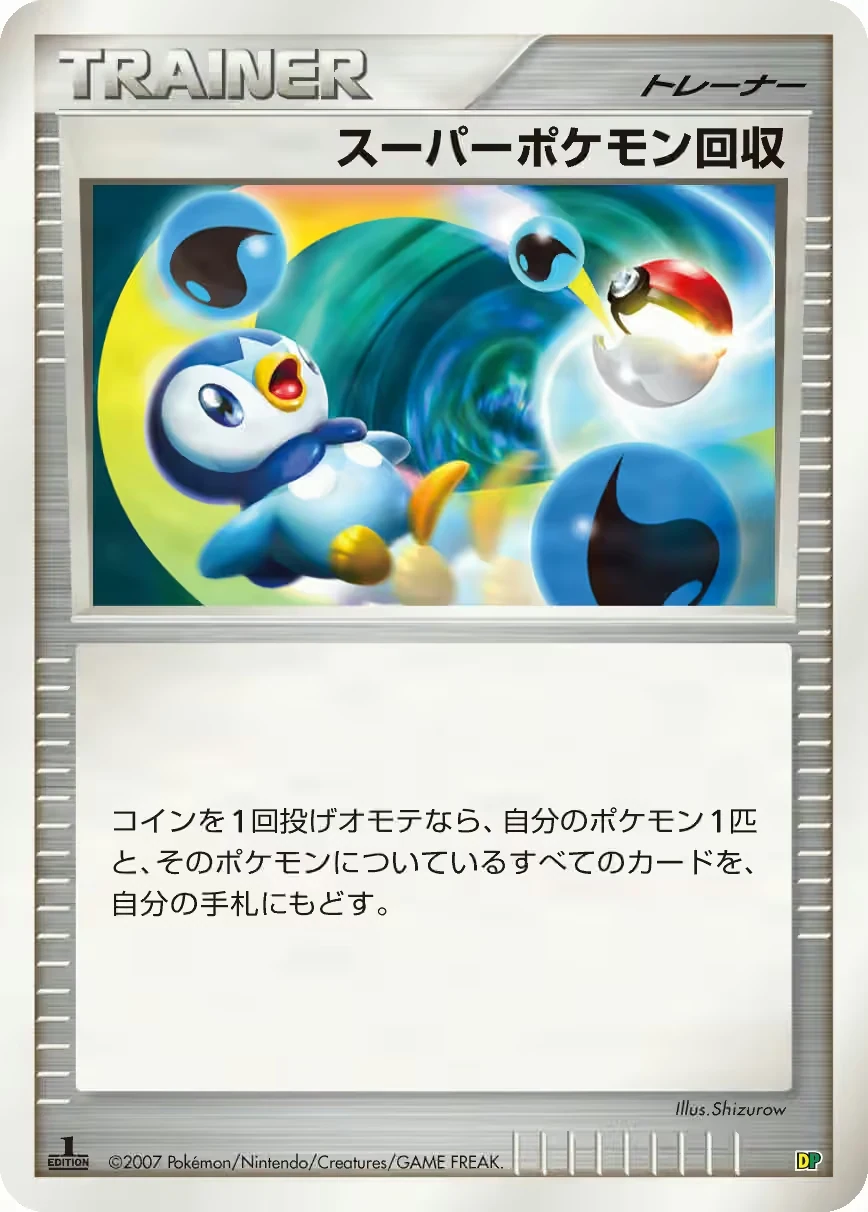 TRAINER
トレーナー
スーパーポケモン回収
コインを1回投げオモテなら、自分のポケモン1匹
と、そのポケモンについているすべてのカードを、
自分の手札にもどす。
Illus.Shizurow
1
EDITION
©2007 Pokémon/Nintendo/Creatures/GAME FREAK.
DP